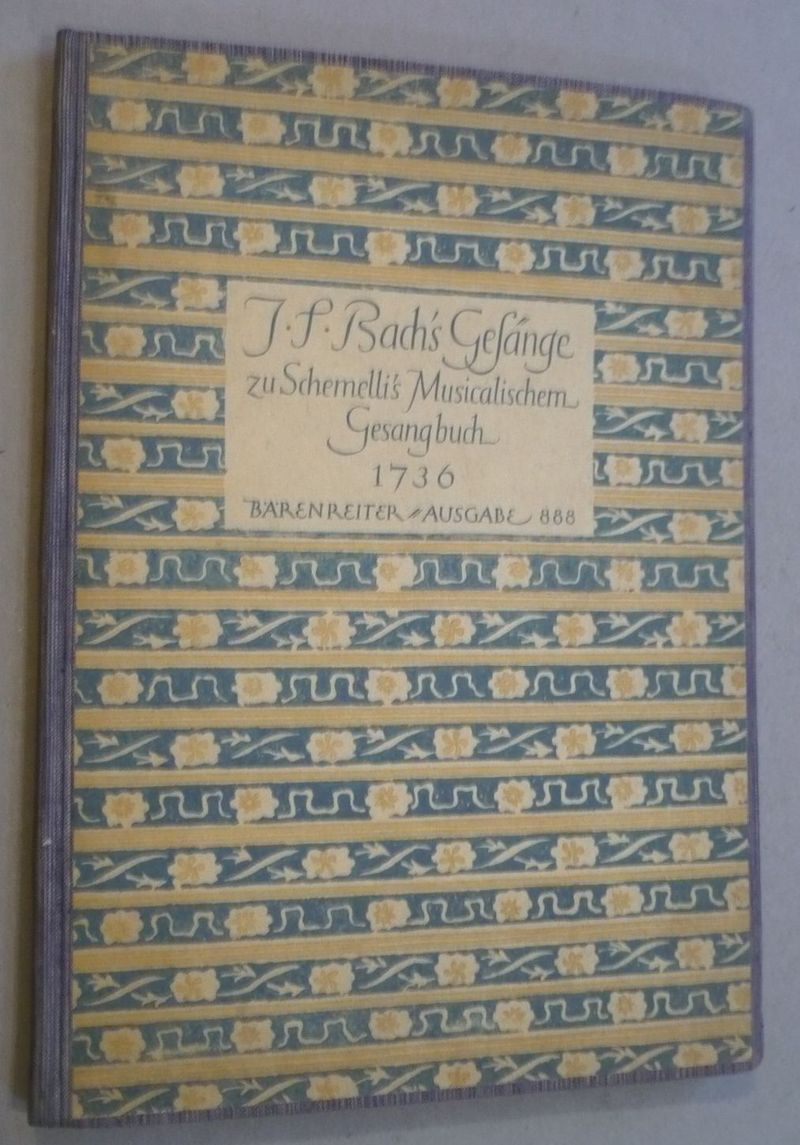 J. S. Bach's Gesänge
zu Schemelli's Musicalischem
Gesangbuch
1736
BÄRENREITER = AUSGABE 888